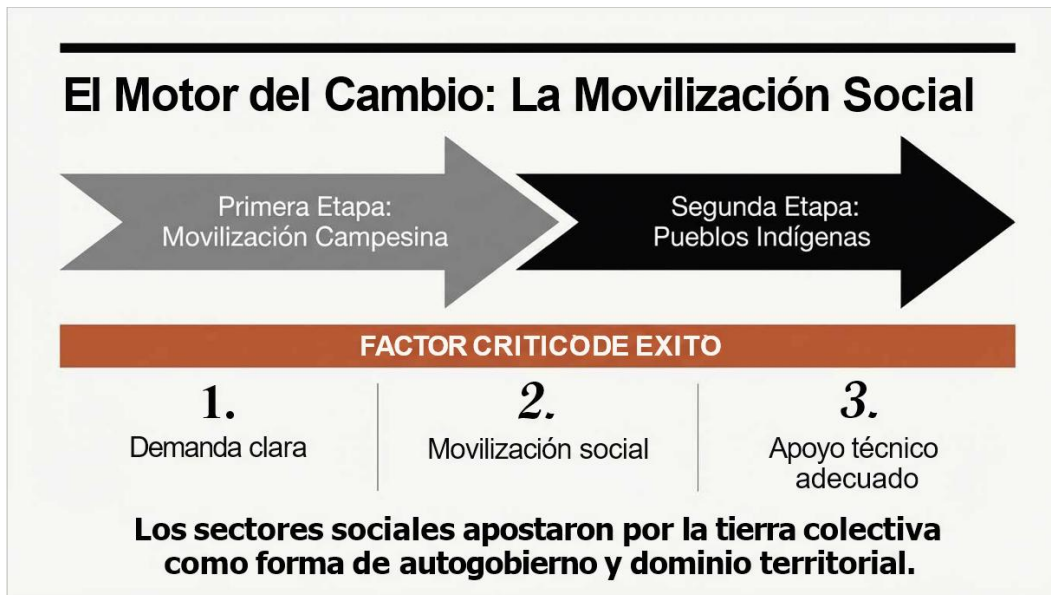 El Motor del Cambio: La Movilización Social
Primera Etapa:
Movilización Campesina
Segunda Etapa:
Pueblos Indígenas
FACTOR CRITICO DE EXITO
1.
Demanda clara
2.
Movilización social
3.
Apoyo técnico
adecuado
Los sectores sociales apostaron por la tierra colectiva
como forma de autogobierno y dominio territorial.